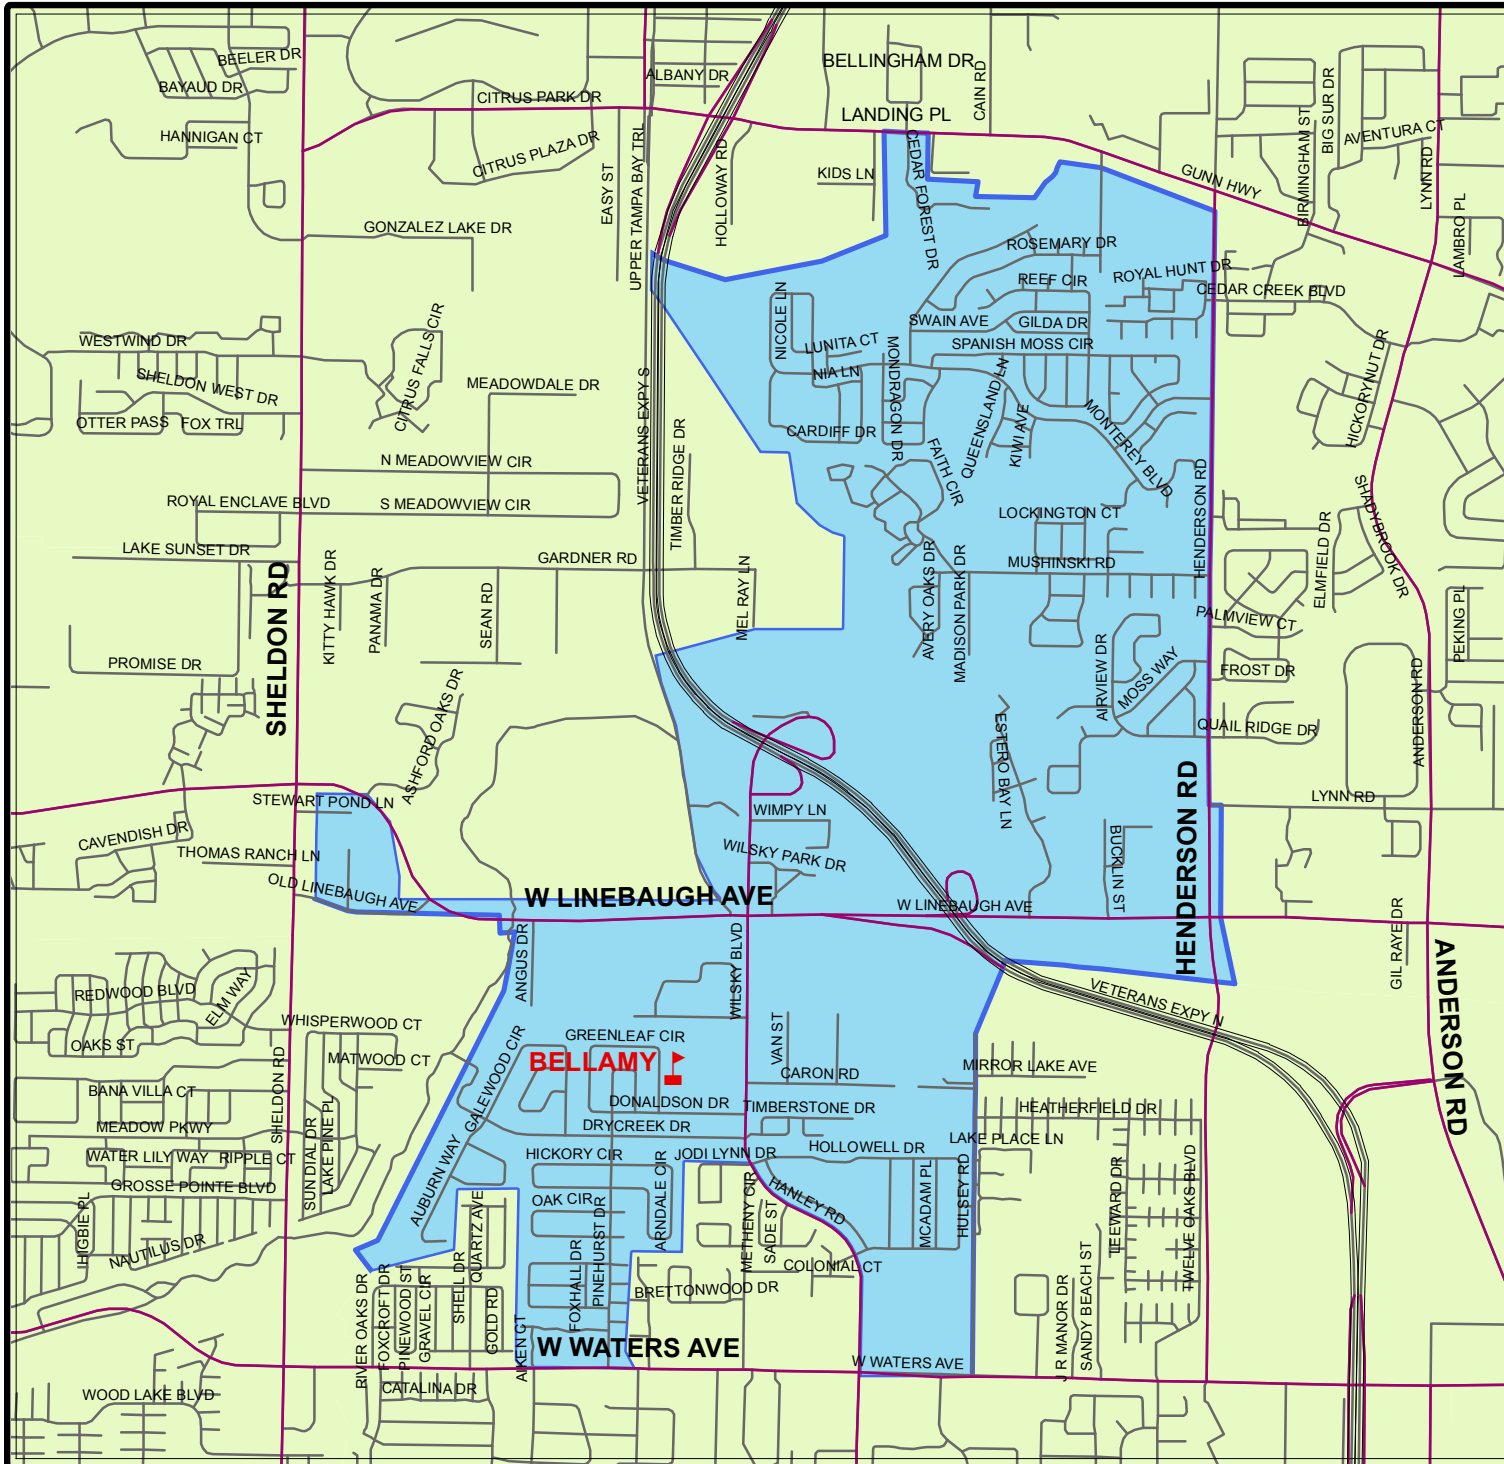 BEELER DR
BAYAUD DR
HANNIGAN CT
CITRUS PARK DR
CITRUS PLAZA DR
ALBANY DR
BELLINGHAM DR
LANDING PL
CAIN RD
BIRMINGHAM ST
BIG SUR DR
AVENTURA CT
LYNN RD
LAMBRO PL
GUNN HWY
EASY ST
UPPER TAMPA BAY TRL
HOLLOWAY RD
KIDS LN
CEDAR FOREST DR
GONZALEZ LAKE DR
ROSEMARY DR
REEF CIR
ROYAL HUNT DR
CEDAR CREEK BLVD
NICOLE LN
LUNITA CT
SWAIN AVE
GILDA DR
SPANISH MOSS CIR
NIA LN
MONDRAGON DR
WESTWIND DR
SHELDON WEST DR
OTTER PASS
FOX TRL
CITRUS FALLS CIR
MEADOWDALE DR
VETERANS EXPY S
TIMBER RIDGE DR
CARDIFF DR
FAITH CIR
QUEENSLAND LN
KIWI AVE
MONTEREY BLVD
HICKORY NUT DR
N MEADOWVIEW CIR
ROYAL ENCLAVE BLVD
S MEADOWVIEW CIR
LAKE SUNSET DR
GARDNER RD
LOCKINGTON CT
HENDERSON RD
MUSHINSKI RD
ELMFIELD DR
SHADYBROOK DR
SHELDON RD
KITTY HAWK DR
PANAMA DR
SEAN RD
MEL RAY LN
AVERY OAKS DR
MADISON PARK DR
PALMVIEW CT
PEKING PL
PROMISE DR
ASHFORD OAKS DR
AIRVIEW DR
MOSS WAY
FROST DR
ANDERSON RD
QUAIL RIDGE DR
ESTERO BAY LN
STEWART POND LN
WIMPY LN
LYNN RD
HENDERSON RD
CAVENDISH DR
THOMAS RANCH LN
WILSKY PARK DR
BUCKLIN ST
OLD LINEBAUGH AVE
W LINEBAUGH AVE
W LINEBAUGH AVE
ANGUS DR
WILSKY BLVD
GIL RAYE DR
ANDERSON RD
REDWOOD BLVD
ELM WAY
VETERANS EXPY N
WHISPERWOOD CT
OAKS ST
MATWOOD CT
GREENLEAF CIR
VAN ST
BELLAMY
CARON RD
MIRROR LAKE AVE
BANA VILLA CT
SHELDON RD
GALEWOOD CIR
DONALDSON DR
TIMBERSTONE DR
HEATHERFIELD DR
MEADOW PKWY
SUN DIAL DR
LAKE PINE PL
DRYCREEK DR
LAKE PLACE LN
WATER LILY WAY
RIPPLE CT
HICKORY CIR
JODI LYNN DR
HOLLOWELL DR
GROSSE POINTE BLVD
AUBURN WAY
QUARTZ AVE
OAK CIR
ARNDALE CIR
HANLEY RD
MCADAM PL
HULSEY RD
LEEWARD DR
TWELVE OAKS BLVD
HIGBIE PL
NAUTILUS DR
METHENY CIR
SADE ST
COLONIAL CT
RIVER OAKS DR
FOXCROFT DR
PINEWOOD ST
GRAVEL CIR
SHELL DR
GOLD RD
AIKEN CT
FOXHALL DR
PINEHURST DR
BRETTONWOOD DR
J R MANOR DR
SANDY BEACH ST
W WATERS AVE
W WATERS AVE
WOOD LAKE BLVD
CATALINA DR